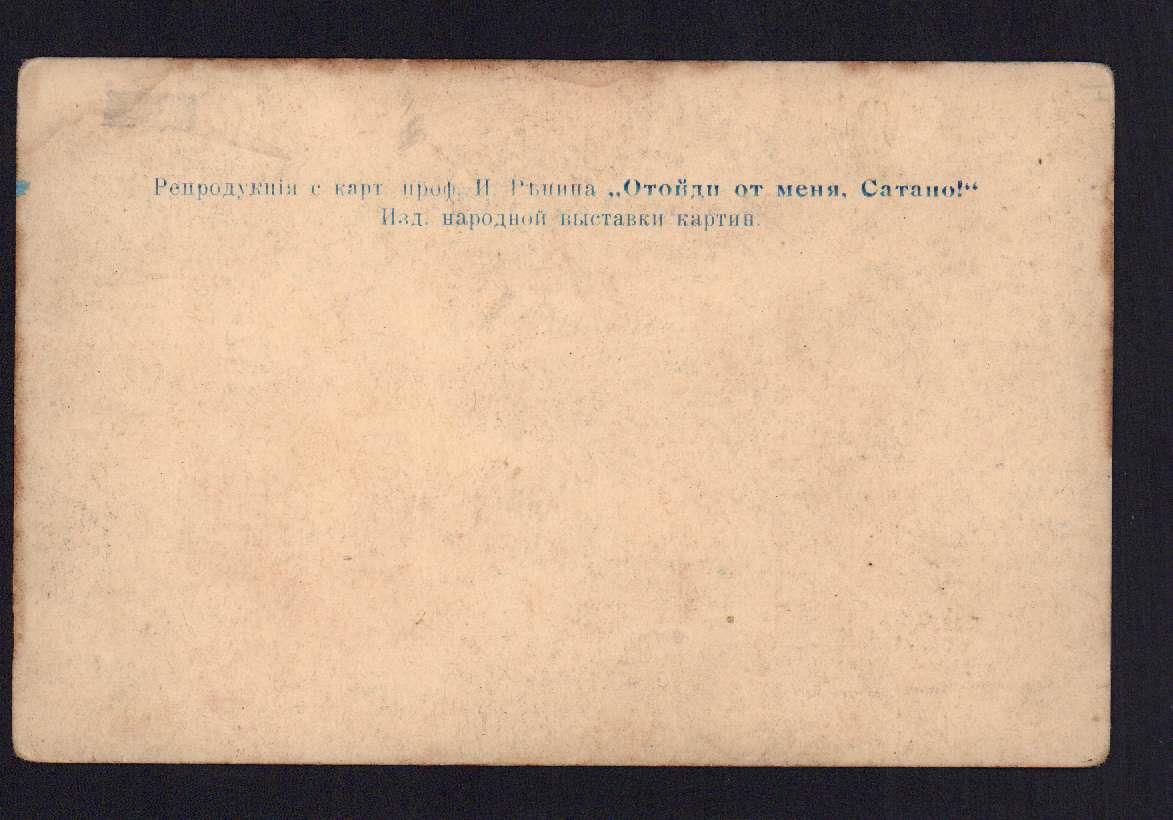 Репродукція с карт. проф. И. Рѣпина „Отойди от меня, Сатано!“
Изд. народной выставки картин.